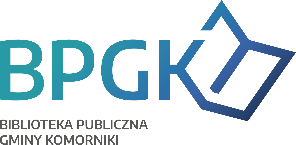 BPGK
BIBLIOTEKA PUBLICZNA
GMINY KOMORNIKI